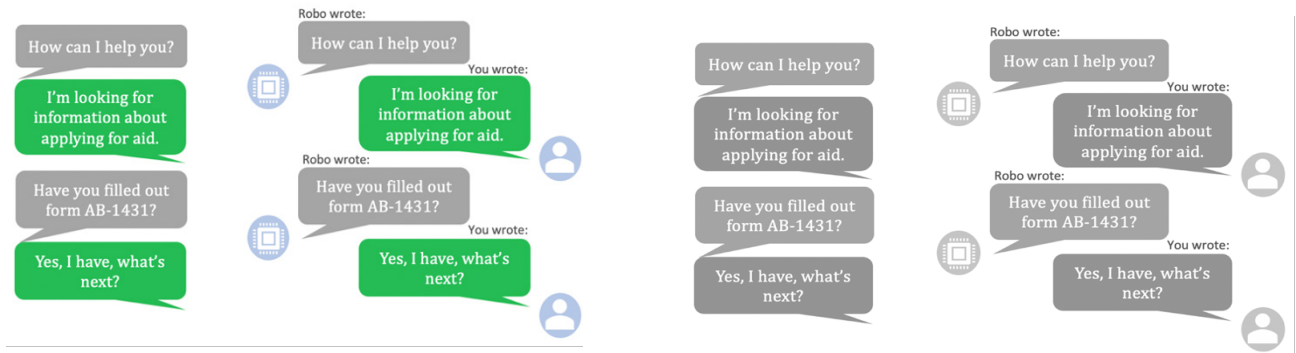 How can I help you?
I'm looking for
information about
applying for aid.
Have you filled out
form AB-1431?
Yes, I have, what's
next?
Robo wrote:
How can I help you?
You wrote:
I'm looking for
information about
applying for aid.
Robo wrote:
Have you filled out
form AB-1431?
You wrote:
Yes, I have, what's
next?
How can I help you?
I'm looking for
information about
applying for aid.
Have you filled out
form AB-1431?
Yes, I have, what's
next?
Robo wrote:
How can I help you?
You wrote:
I'm looking for
information about
applying for aid.
Robo wrote:
Have you filled out
form AB-1431?
You wrote:
Yes, I have, what's
next?